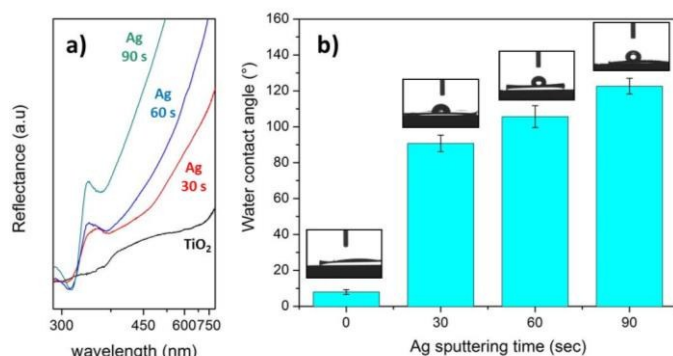 a)
Ag
90 s
Ag
60 s
Ag
30 s
TiO2
Reflectance (a.u)
300 450 600 750
wavelength (nm)
b)
160
140
120
100
80
60
40
20
0
Water contact angle (°)
0 30 60 90
Ag sputtering time (sec)